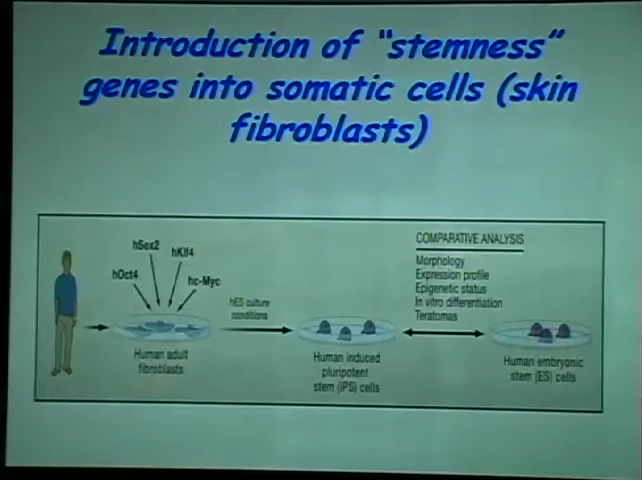 Introduction of "stemness"
genes into somatic cells (skin
fibroblasts)
hSox2
hKlf4
hOct4
hc-Myc
Human adult
fibroblasts
hES culture
conditions
Human induced
pluripotent
stem (iPS) cells
COMPARATIVE ANALYSIS
Morphology
Expression profile
Epigenetic status
In vitro differentiation
Teratomas
Human embryonic
stem (ES) cells